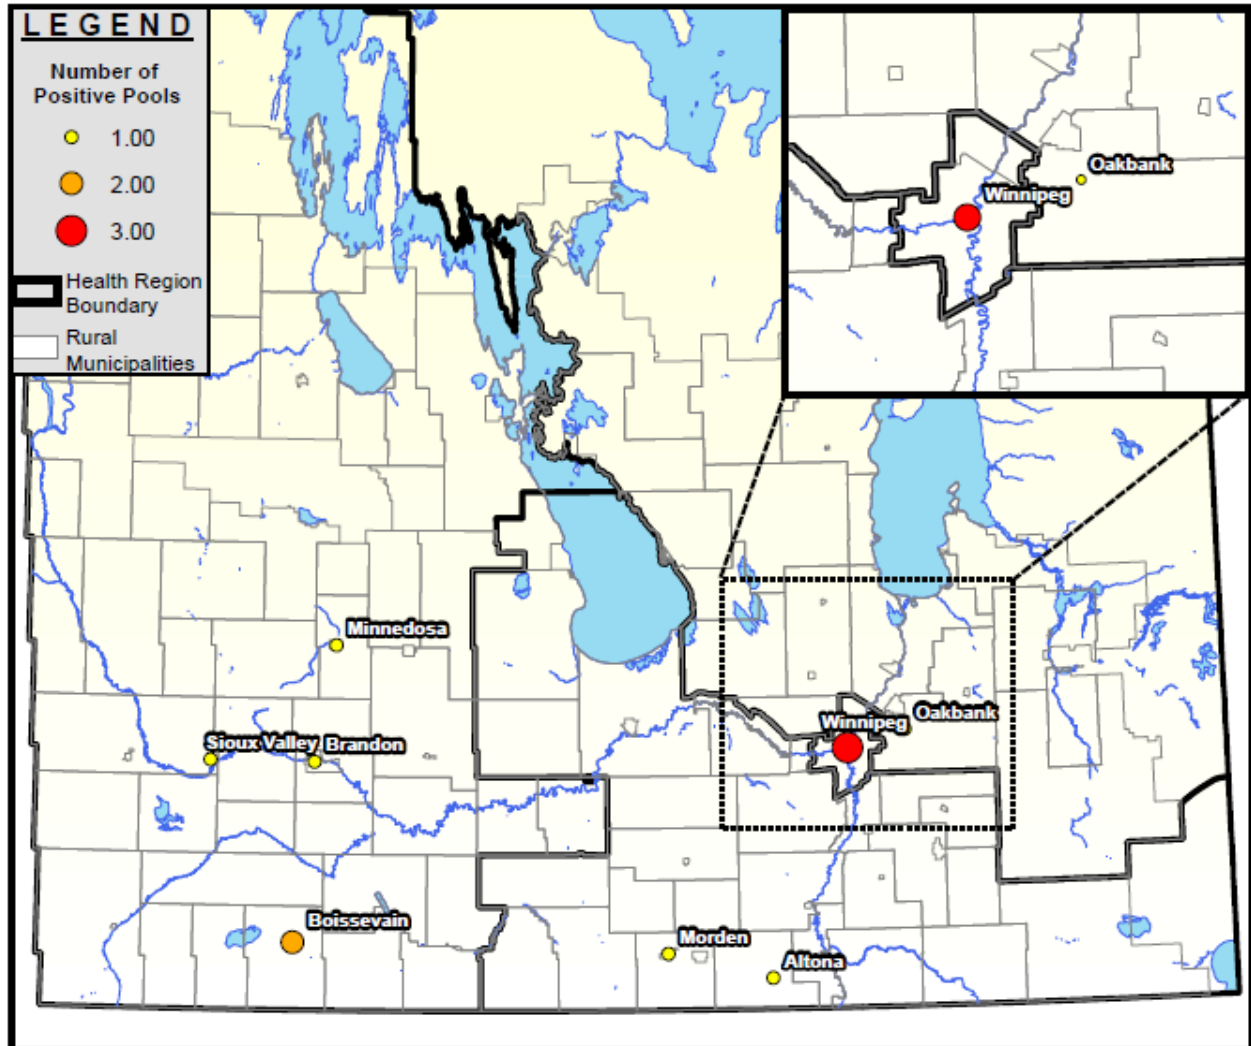 LEGEND
Number of
Positive Pools
1.00
2.00
3.00
Health Region
Boundary
Rural
Municipalities
Oakbank
Winnipeg
Minnedosa
Winnipeg
Oakbank
Sioux Valley
Brandon
Boissevain
Morden
Altona